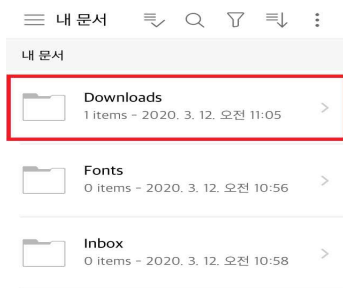 내 문서
내 문서
Downloads
1 items - 2020. 3. 12. 오전 11:05
Fonts
0 items - 2020. 3. 12. 오전 10:56
Inbox
0 items - 2020. 3. 12. 오전 10:58